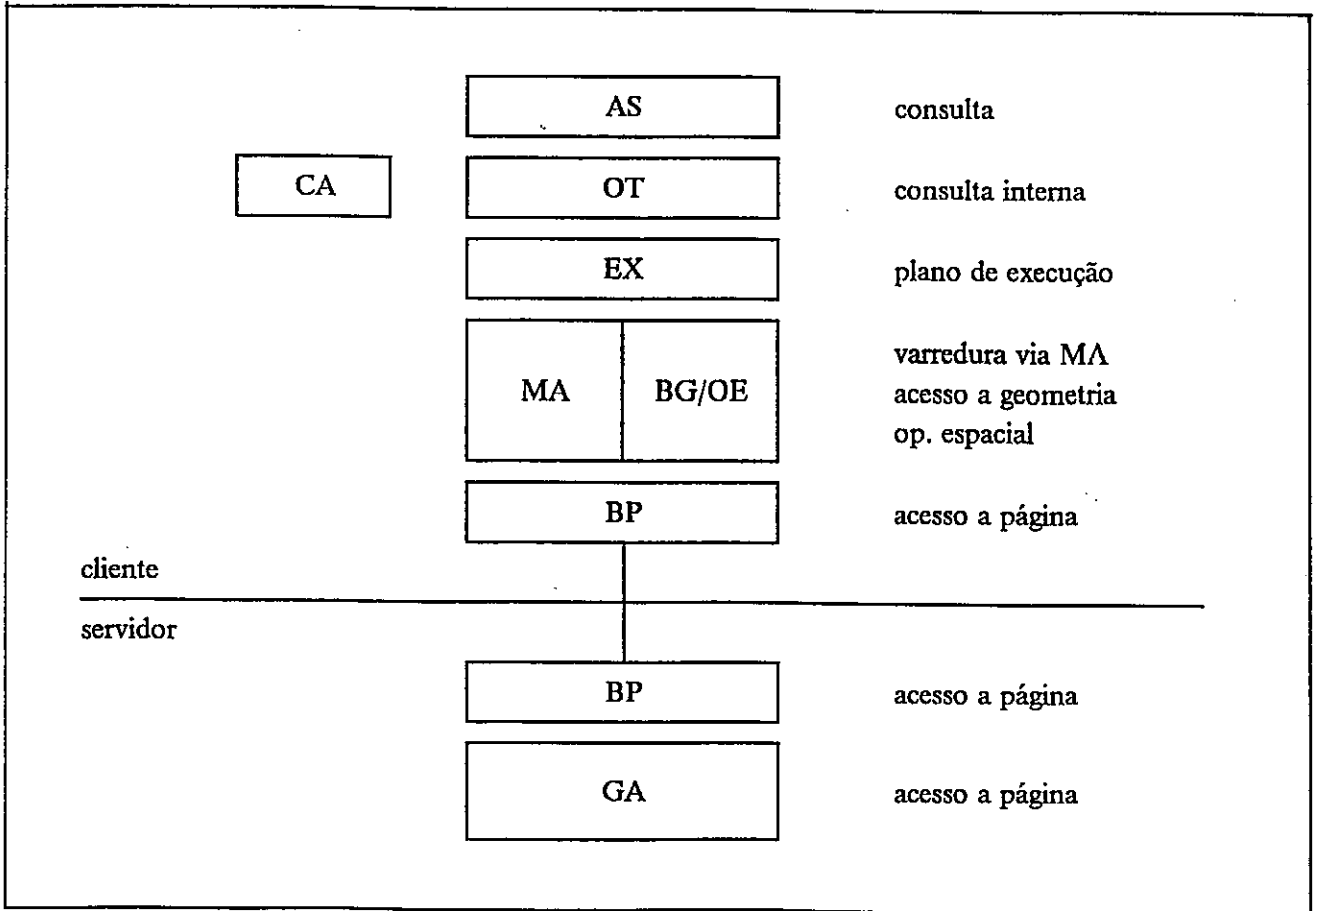 AS consulta
CA OT consulta interna
EX plano de execução
varredura via MA
MA BG/OE acesso a geometria
op. espacial
BP acesso a página
cliente
servidor
BP acesso a página
GA acesso a página